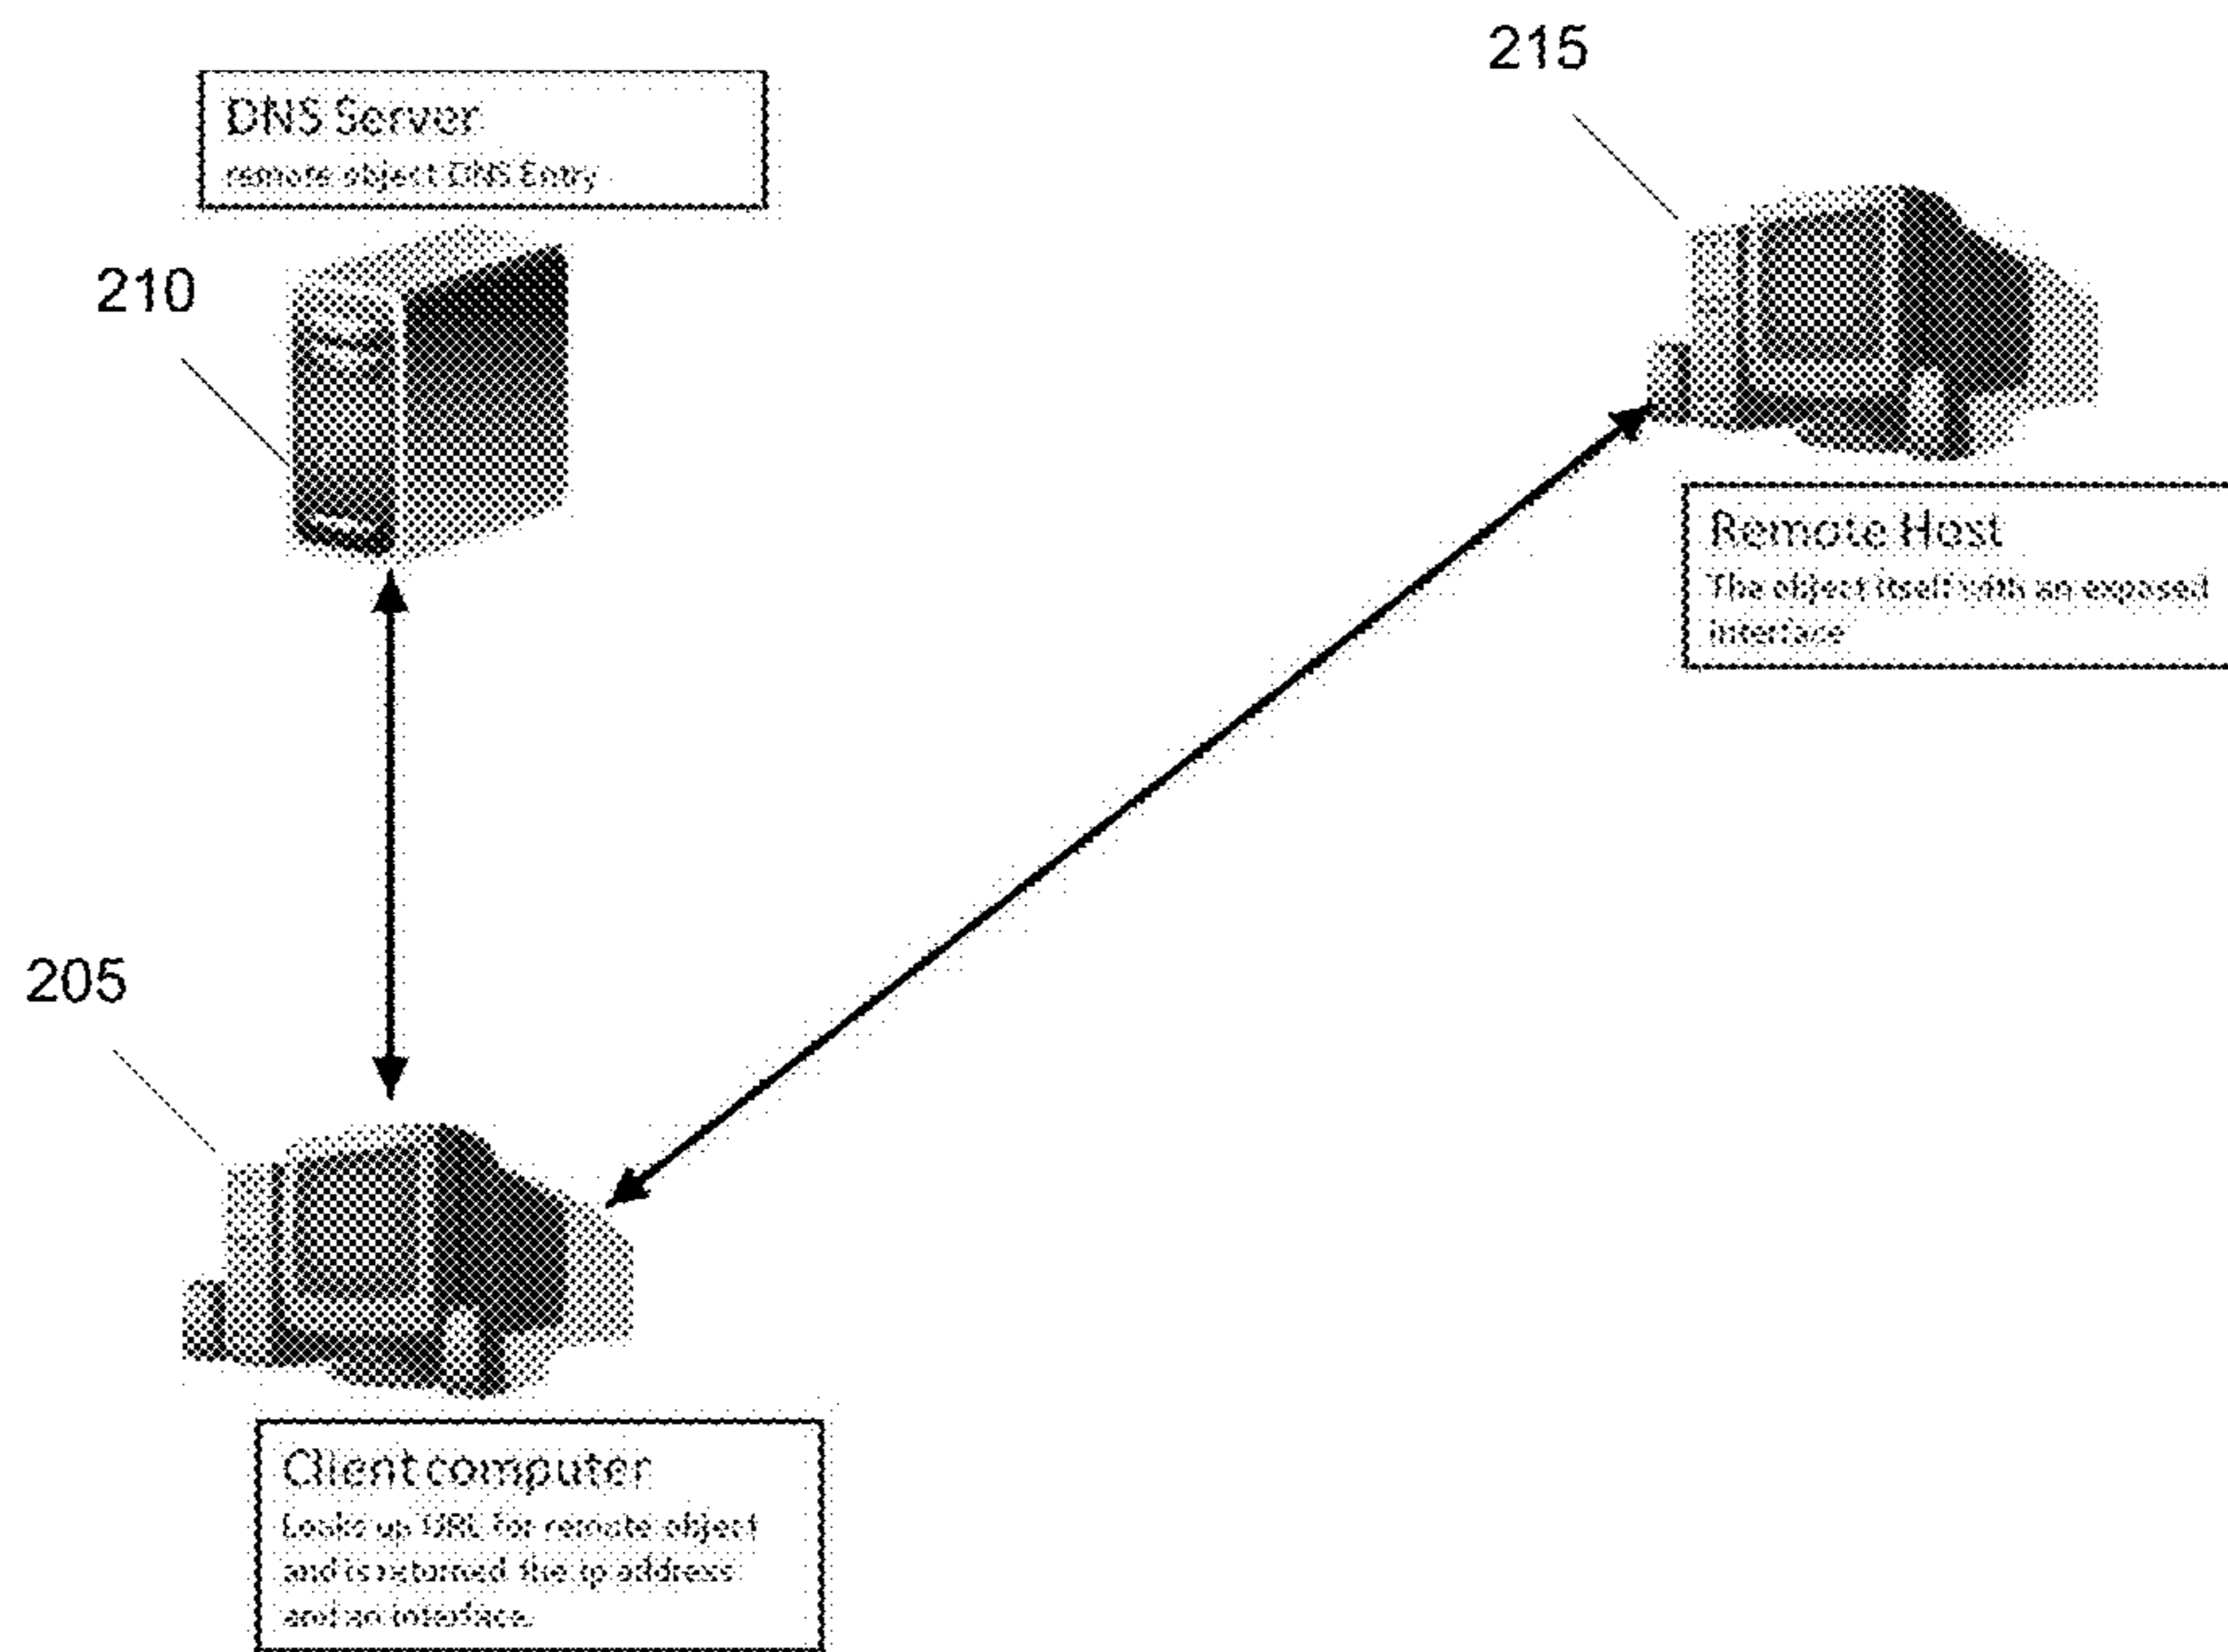 215
DNS Server
remote object DNS Entry
210
Remote Host
The object itself with an exposed
interface
205
Client computer
Looks up URL for remote object
and is returned the ip address
and an interface.